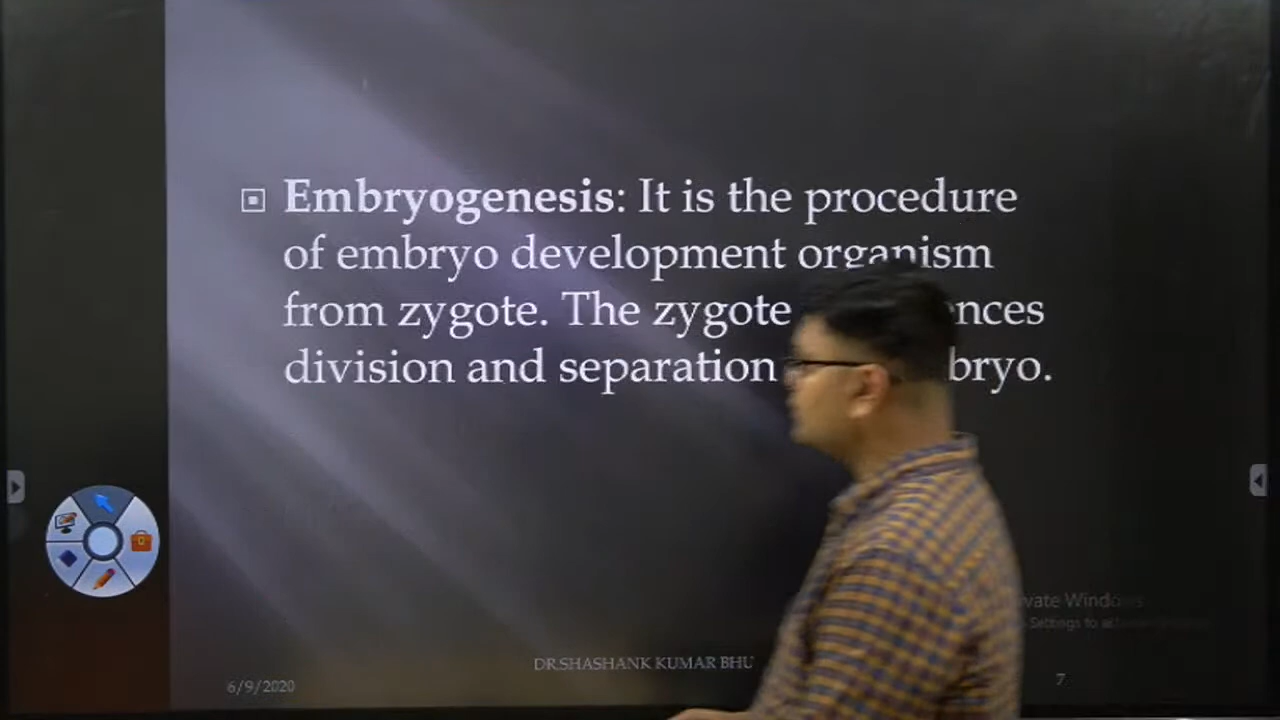 Embryogenesis: It is the procedure
of embryo development organism
from zygote. The zygote
division and separation
DR.SHASHANK KUMAR BHU
6/9/2020
7